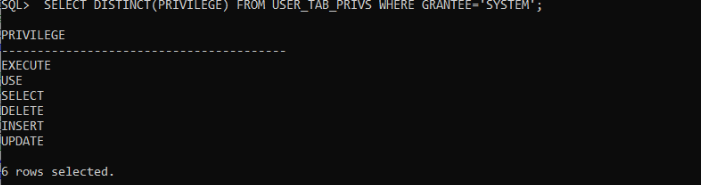 SQL>  SELECT DISTINCT(PRIVILEGE) FROM USER_TAB_PRIVS WHERE GRANTEE='SYSTEM';
PRIVILEGE
----------------------------------------
EXECUTE
USE
SELECT
DELETE
INSERT
UPDATE
6 rows selected.